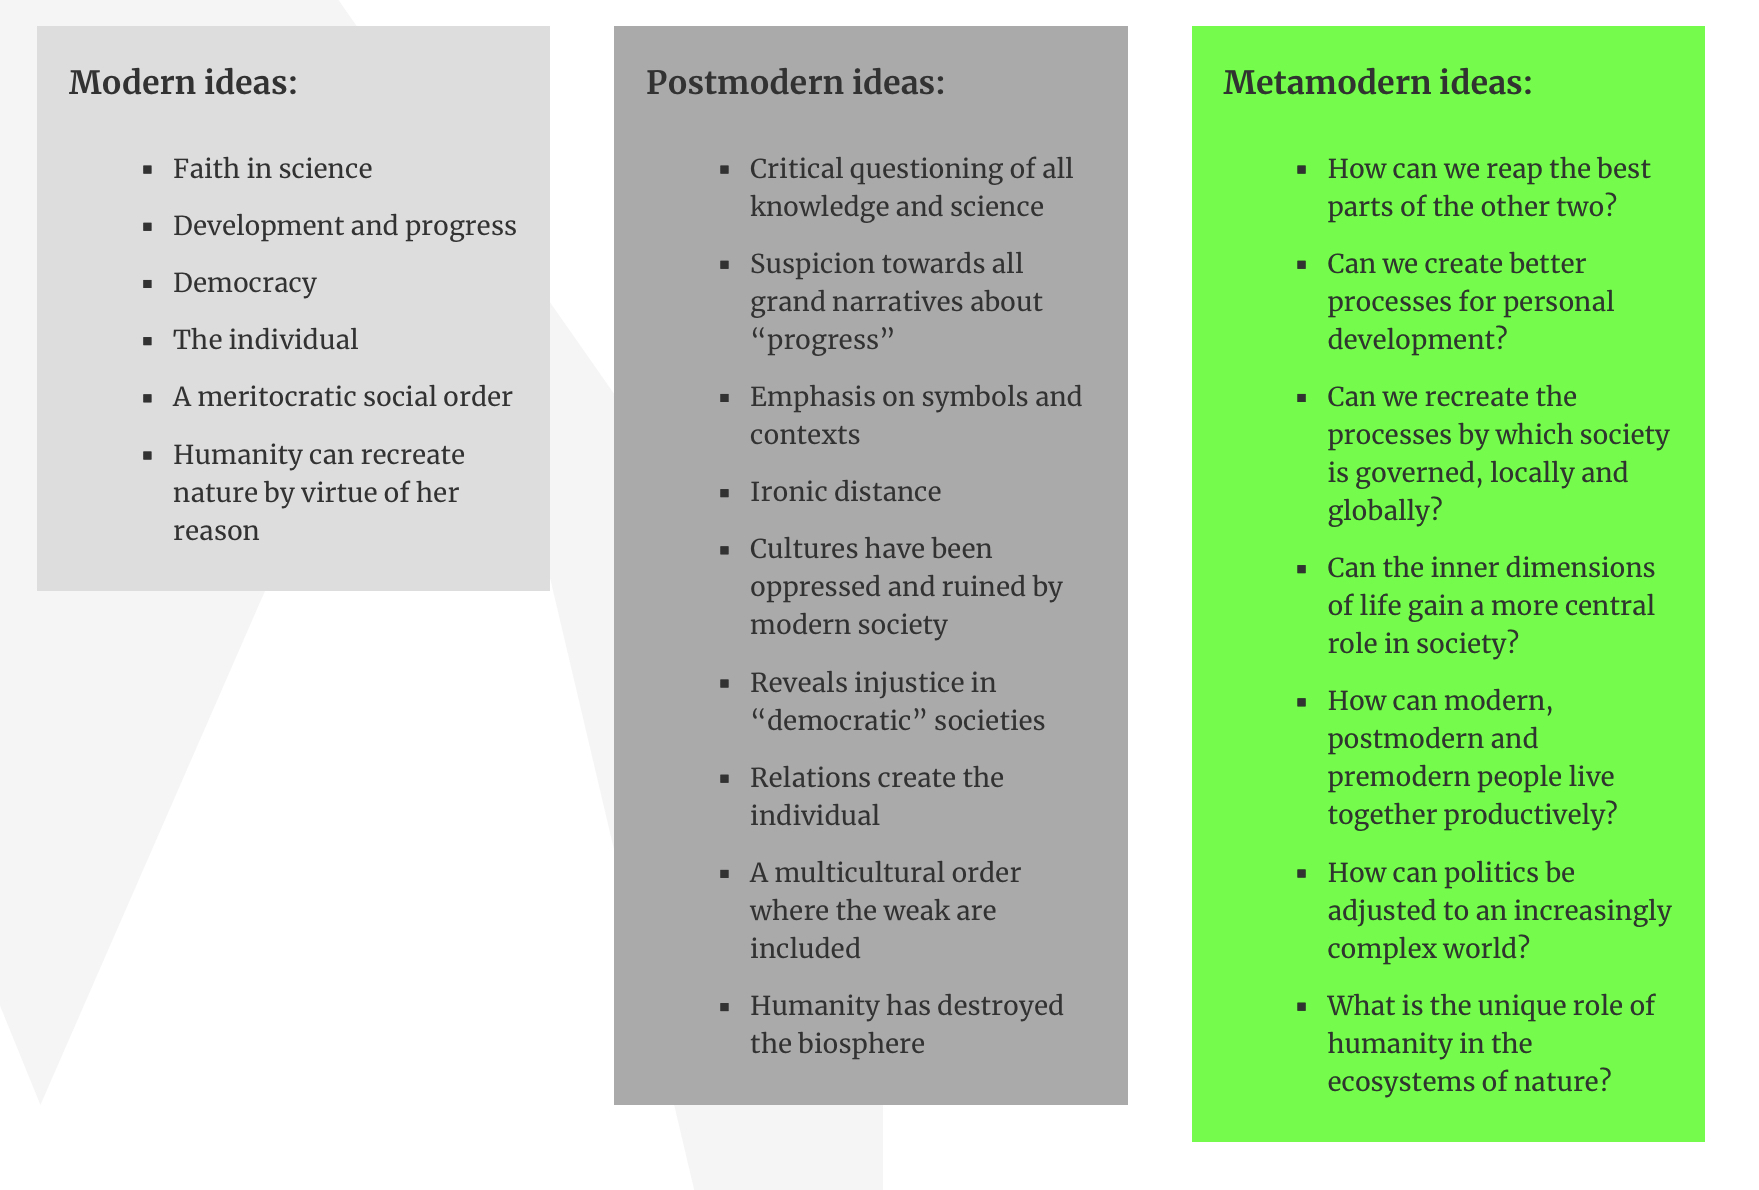 Modern ideas:
▪ Faith in science
▪ Development and progress
▪ Democracy
▪ The individual
▪ A meritocratic social order
▪ Humanity can recreate
nature by virtue of her
reason
Postmodern ideas:
▪ Critical questioning of all
knowledge and science
▪ Suspicion towards all
grand narratives about
“progress”
▪ Emphasis on symbols and
contexts
▪ Ironic distance
▪ Cultures have been
oppressed and ruined by
modern society
▪ Reveals injustice in
“democratic” societies
▪ Relations create the
individual
▪ A multicultural order
where the weak are
included
▪ Humanity has destroyed
the biosphere
Metamodern ideas:
▪ How can we reap the best
parts of the other two?
▪ Can we create better
processes for personal
development?
▪ Can we recreate the
processes by which society
is governed, locally and
globally?
▪ Can the inner dimensions
of life gain a more central
role in society?
▪ How can modern,
postmodern and
premodern people live
together productively?
▪ How can politics be
adjusted to an increasingly
complex world?
▪ What is the unique role of
humanity in the
ecosystems of nature?